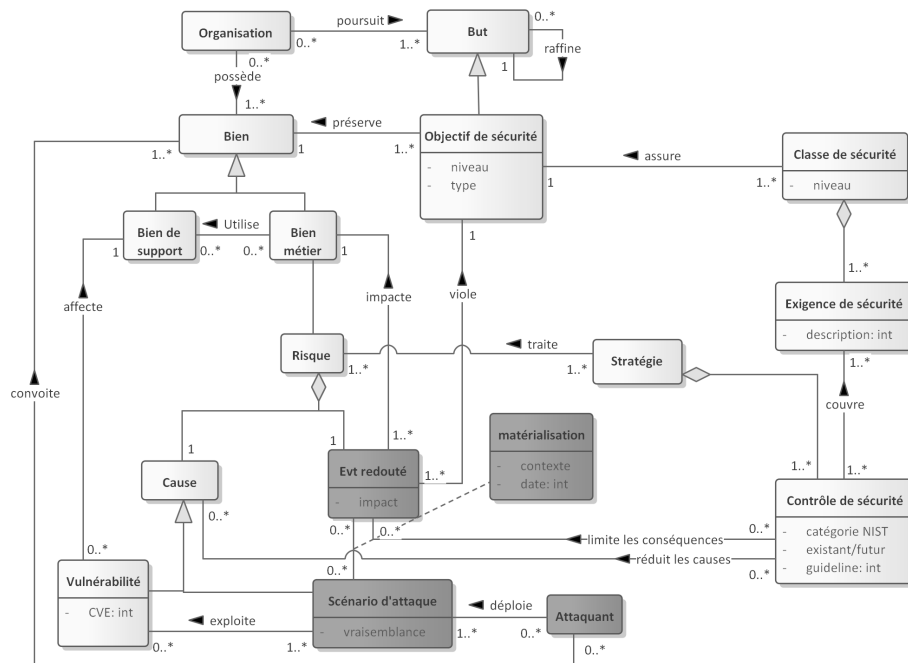 Organisation
poursuit
0..*
1..*
But
0..*
raffine
1
0..*
possède
1..*
Bien
1..*
1
préserve
1..*
Objectif de sécurité
- niveau
- type
1
assure
1..*
Classe de sécurité
- niveau
Bien de
support
1
Utilise
0..*
0..*
Bien
métier
1
1
1..*
Exigence de sécurité
- description: int
1..*
affecte
impacte
viole
convoite
Risque
1..*
traite
1..*
Stratégie
couvre
matérialisation
- contexte
- date: int
1
1
1..*
Cause
0..*
Evt redouté
- impact
1..*
0..*
0..*
1..*
1..*
Contrôle de sécurité
- catégorie NIST
- existant/futur
- guideline: int
0..*
limite les conséquences
réduit les causes
0..*
0..*
Vulnérabilité
- CVE: int
0..*
exploite
1..*
0..*
Scénario d'attaque
- vraisemblance
1..*
déploie
0..*
Attaquant
0..*